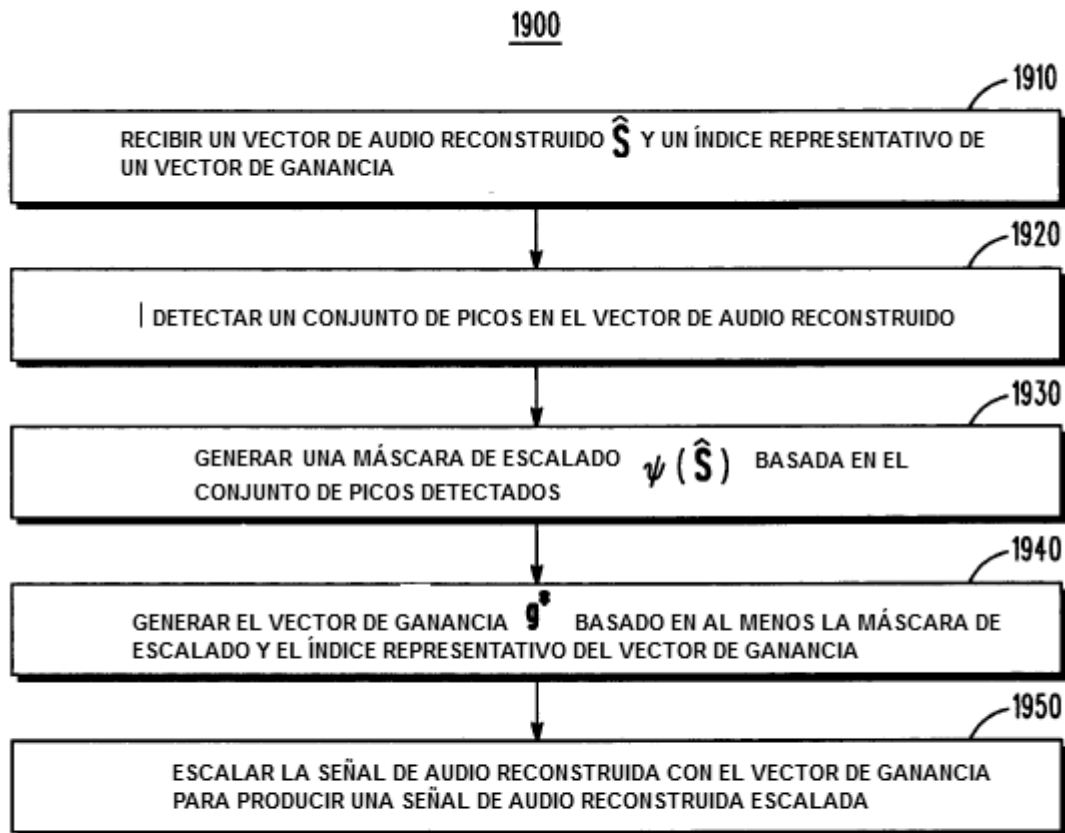 1900
1910
RECIBIR UN VECTOR DE AUDIO RECONSTRUIDO Ŝ Y UN ÍNDICE REPRESENTATIVO DE
UN VECTOR DE GANANCIA
1920
DETECTAR UN CONJUNTO DE PICOS EN EL VECTOR DE AUDIO RECONSTRUIDO
1930
GENERAR UNA MÁSCARA DE ESCALADO ψ (Ŝ) BASADA EN EL
CONJUNTO DE PICOS DETECTADOS
1940
GENERAR EL VECTOR DE GANANCIA g* BASADO EN AL MENOS LA MÁSCARA DE
ESCALADO Y EL ÍNDICE REPRESENTATIVO DEL VECTOR DE GANANCIA
1950
ESCALAR LA SEÑAL DE AUDIO RECONSTRUIDA CON EL VECTOR DE GANANCIA
PARA PRODUCIR UNA SEÑAL DE AUDIO RECONSTRUIDA ESCALADA